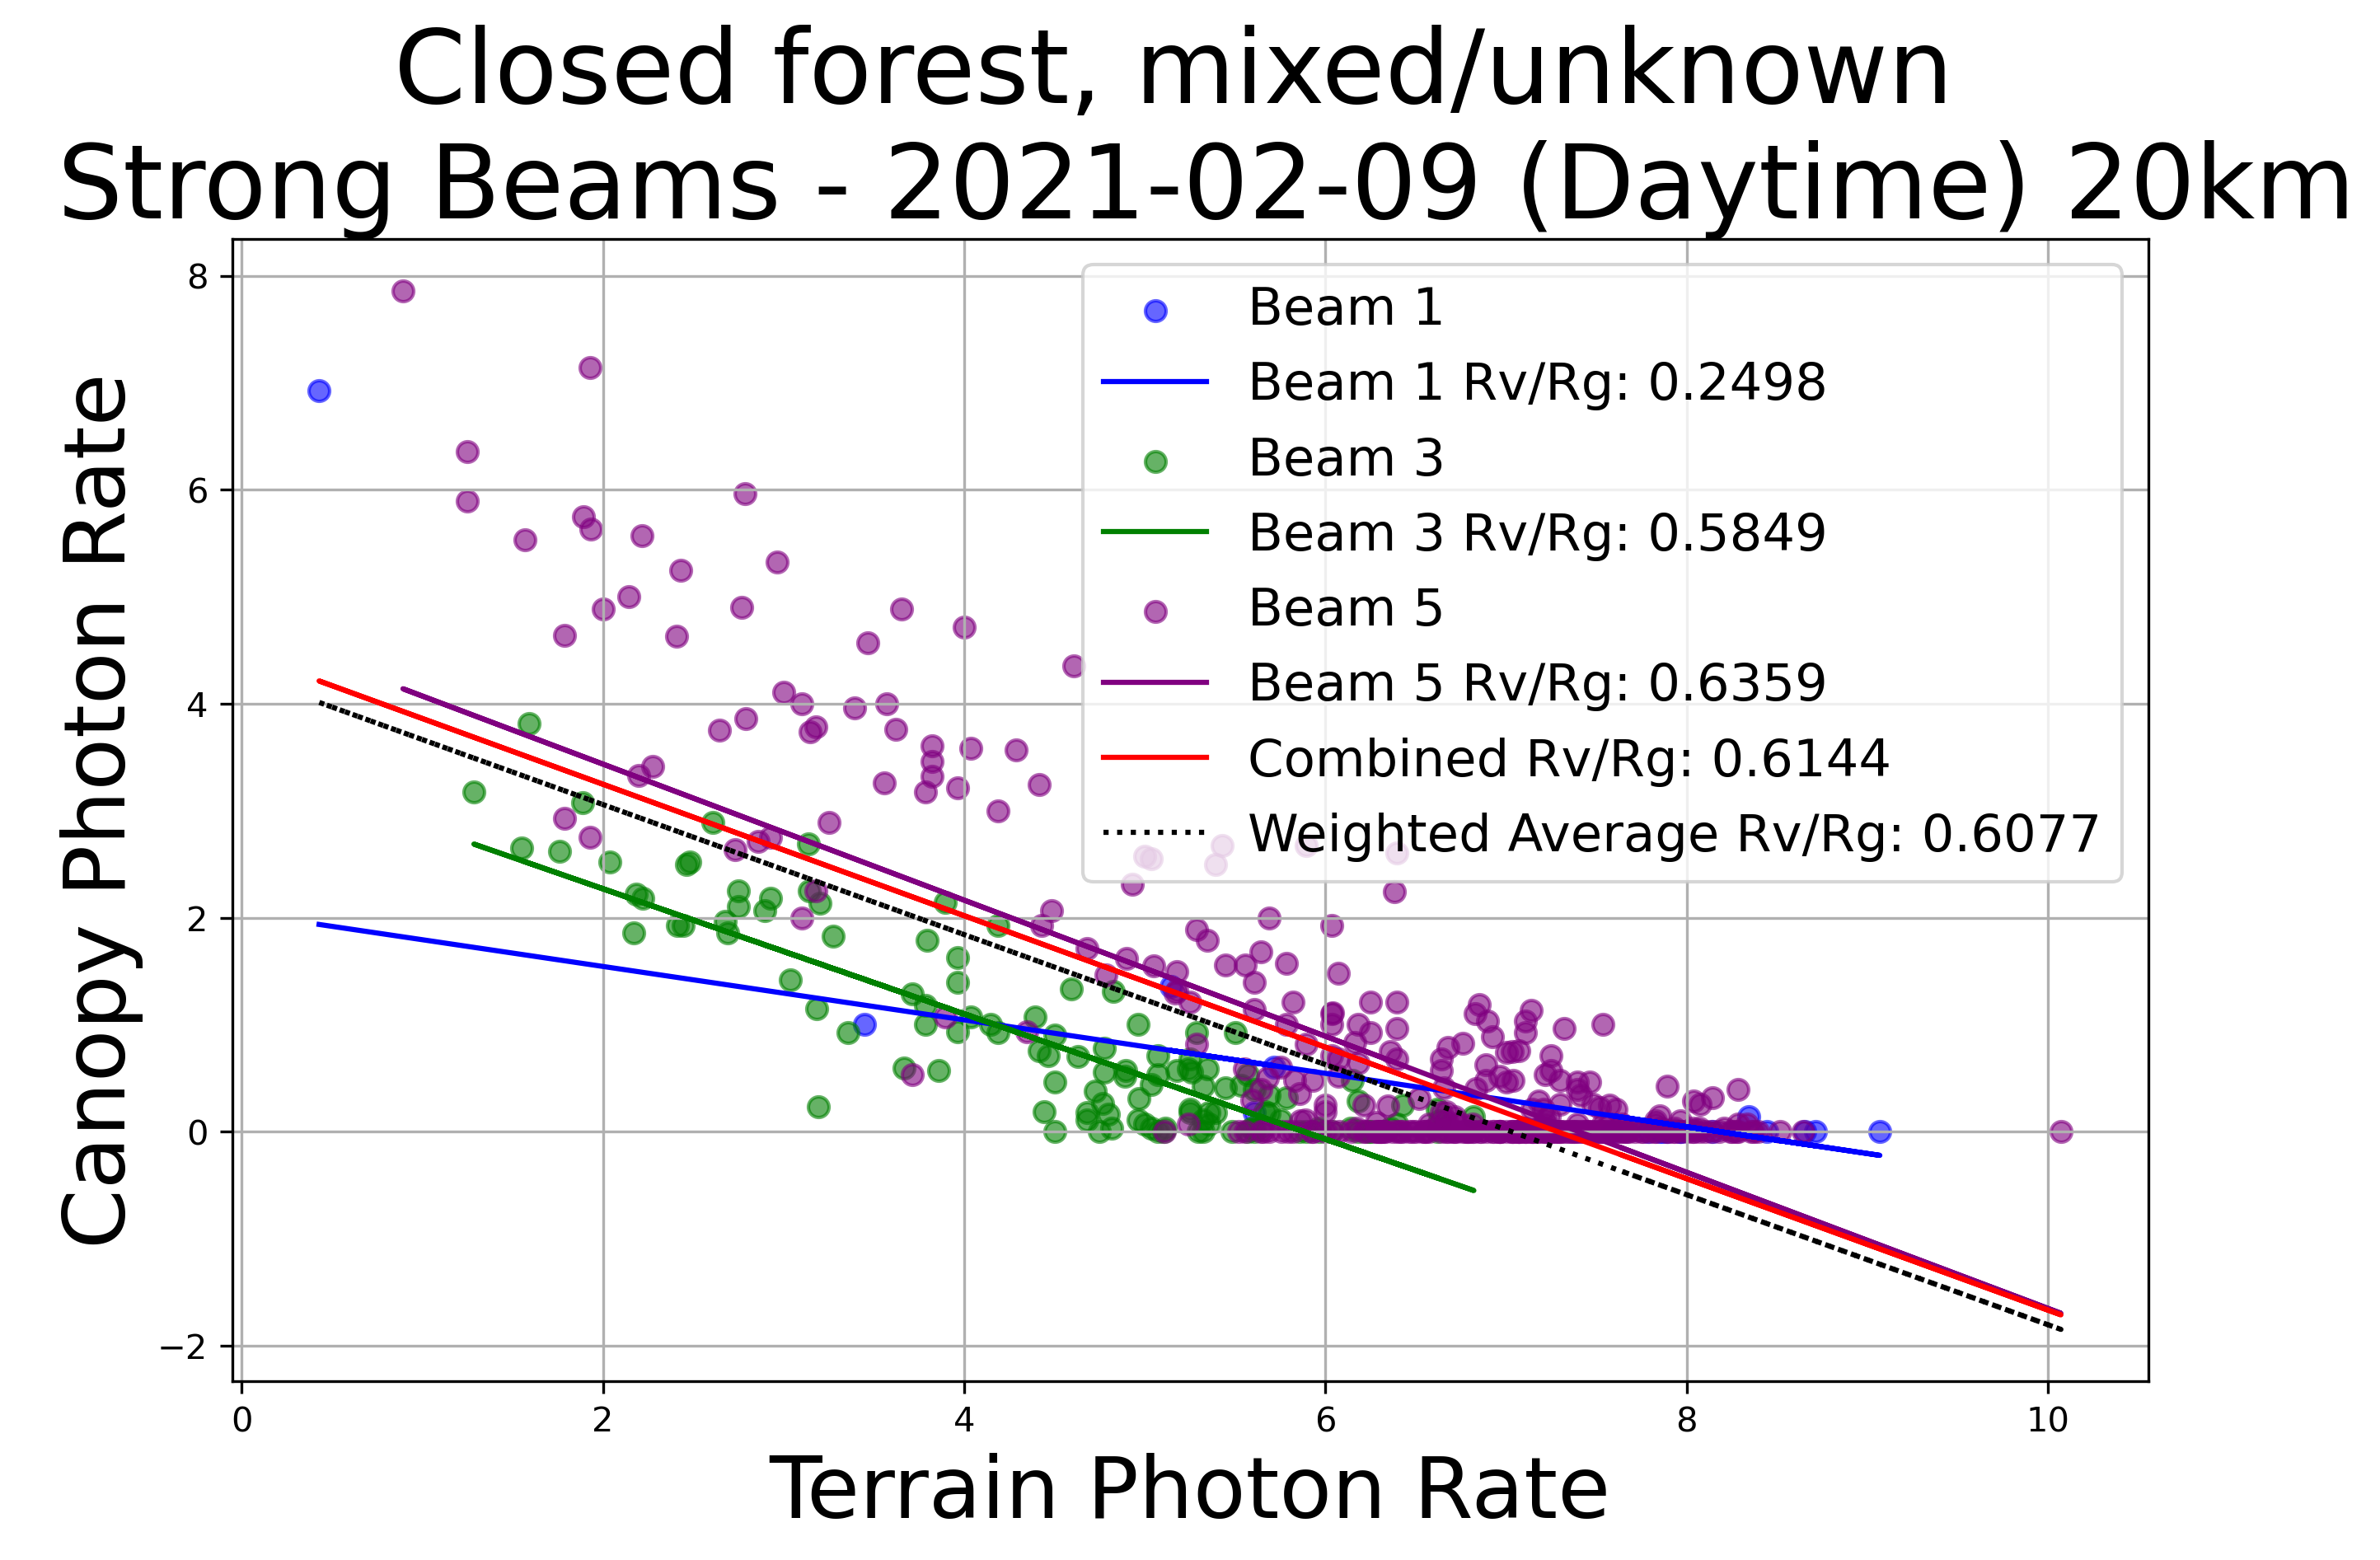 Closed forest, mixed/unknown
Strong Beams - 2021-02-09 (Daytime) 20km
Canopy Photon Rate
8
6
4
2
0
−2
Beam 1
Beam 1 Rv/Rg: 0.2498
Beam 3
Beam 3 Rv/Rg: 0.5849
Beam 5
Beam 5 Rv/Rg: 0.6359
Combined Rv/Rg: 0.6144
Weighted Average Rv/Rg: 0.6077
0 2 4 6 8 10
Terrain Photon Rate